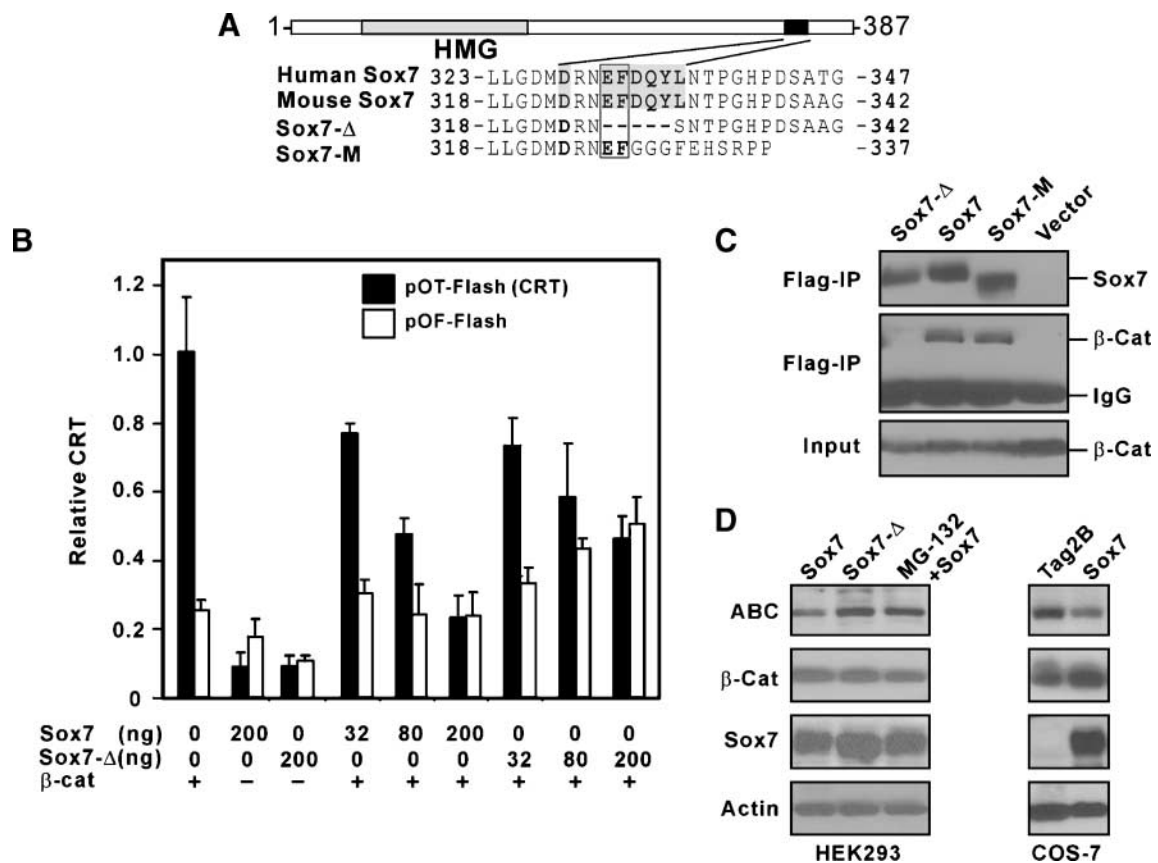 A
1 387
HMG
Human Sox7 323-LLGDMDRNEFDQYLNTPGHPDSATG -347
Mouse Sox7 318-LLGDMDRNEFDQYLNTPGHPDSAAG -342
Sox7-Δ 318-LLGDMDRN-----SNTPGHPDSAAG -342
Sox7-M 318-LLGDMDRNEFGGGFEHSRPP -337
B
pOT-Flash (CRT)
pOF-Flash
Relative CRT
1.2
1.0
0.8
0.6
0.4
0.2
0
Sox7 (ng) 0 200 0 32 80 200 0 0 0
Sox7-Δ(ng) 0 0 200 0 0 0 32 80 200
β-cat + − − + + + + + +
C
Sox7-Δ Sox7 Sox7-M Vector
Flag-IP Sox7
Flag-IP β-Cat
IgG
Input β-Cat
D
Sox7 Sox7-Δ MG-132 +Sox7 Tag2B Sox7
ABC
β-Cat
Sox7
Actin
HEK293 COS-7